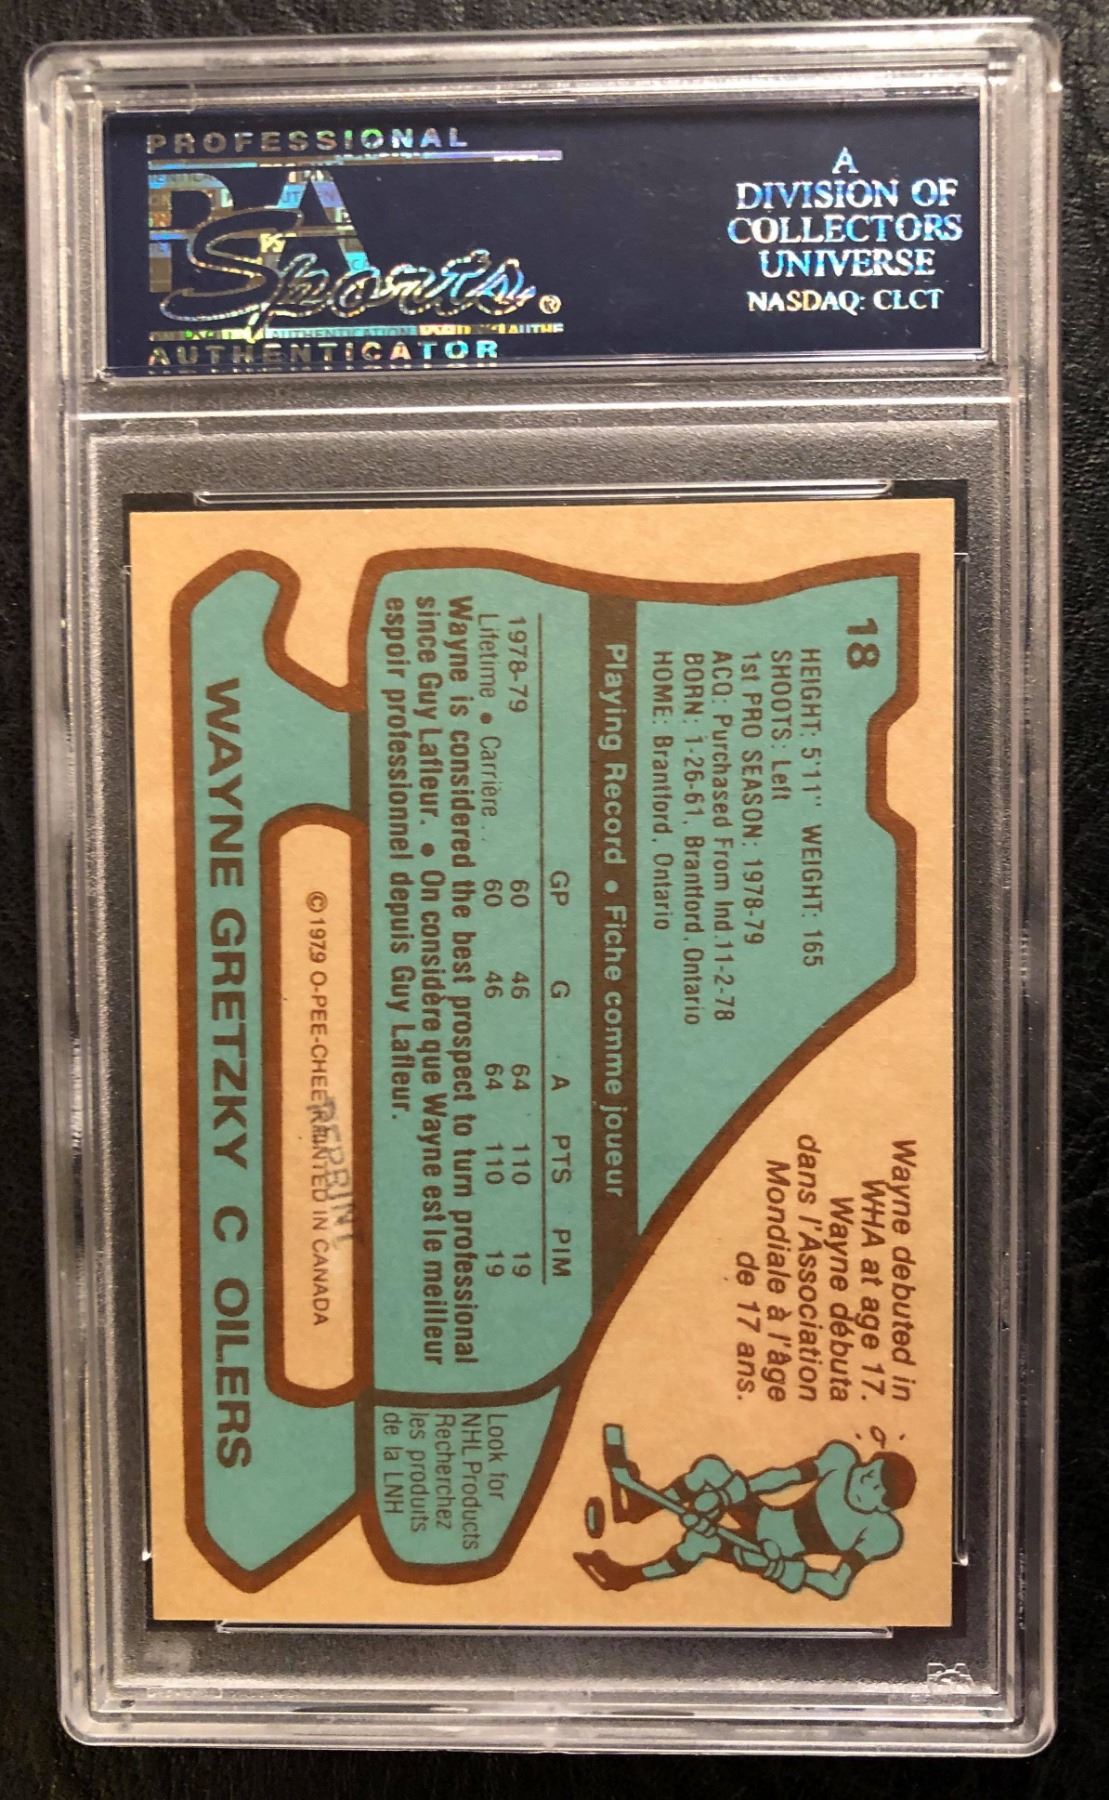 PROFESSIONAL
PSA
Sports®
AUTHENTICATION AUTHE
AUTHENTICATOR
A
DIVISION OF
COLLECTORS
UNIVERSE
NASDAQ: CLCT
18
HEIGHT: 5'11" WEIGHT: 165
SHOOTS: Left
1st PRO SEASON: 1978-79
ACQ: Purchased From Ind.11-2-78
BORN: 1-26-61, Brantford, Ontario
HOME: Brantford, Ontario
Wayne debuted in
WHA at age 17.
Wayne débuta
dans l'Association
Mondiale à l'âge
de 17 ans.
Playing Record • Fiche comme joueur
GP G A PTS PIM
1978-79 60 46 64 110 19
Lifetime • Carrière... 60 46 64 110 19
Wayne is considered the best prospect to turn professional
since Guy Lafleur. • On considère que Wayne est le meilleur
espoir professionnel depuis Guy Lafleur.
Look for
NHL Products
Recherchez
les produits
de la LNH
©1979 O-PEE-CHEE PRINTED IN CANADA
REPRINT
WAYNE GRETZKY C OILERS
PSA